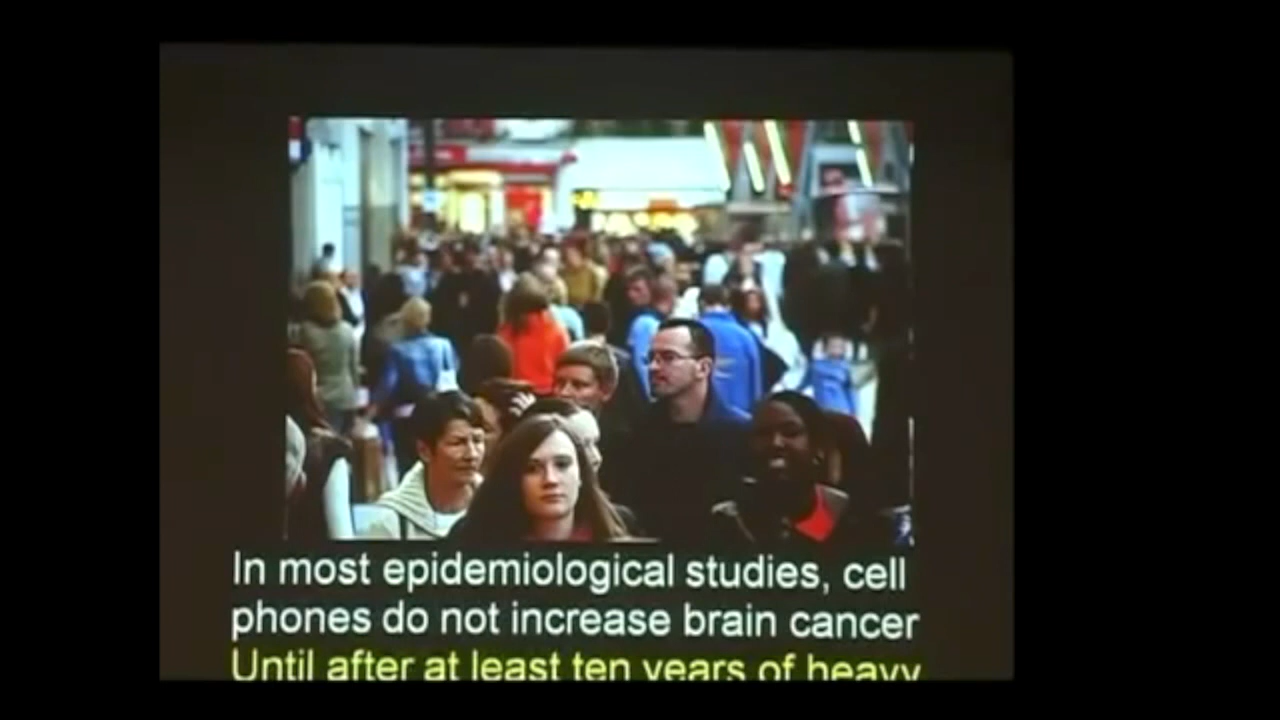 In most epidemiological studies, cell
phones do not increase brain cancer
Until after at least ten years of heavy